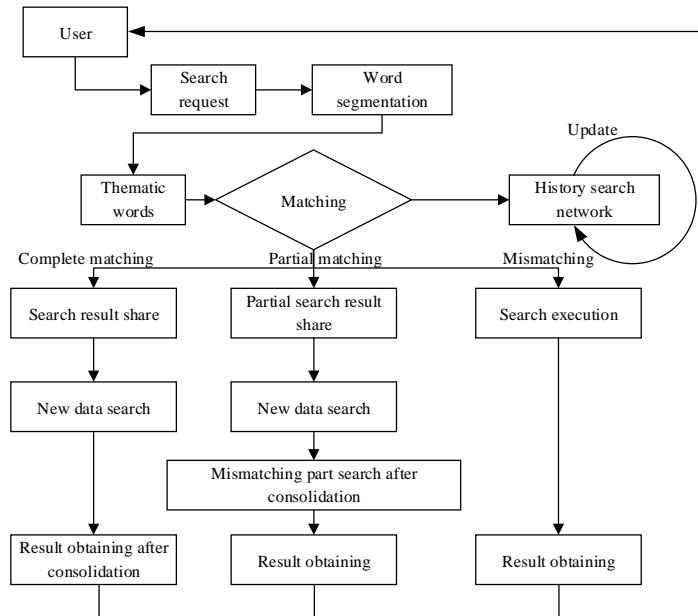 User
Search
request
Word
segmentation
Update
Thematic
words
Matching
History search
network
Complete matching
Partial matching
Mismatching
Search result share
Partial search result
share
Search execution
New data search
New data search
Mismatching part search after
consolidation
Result obtaining after
consolidation
Result obtaining
Result obtaining